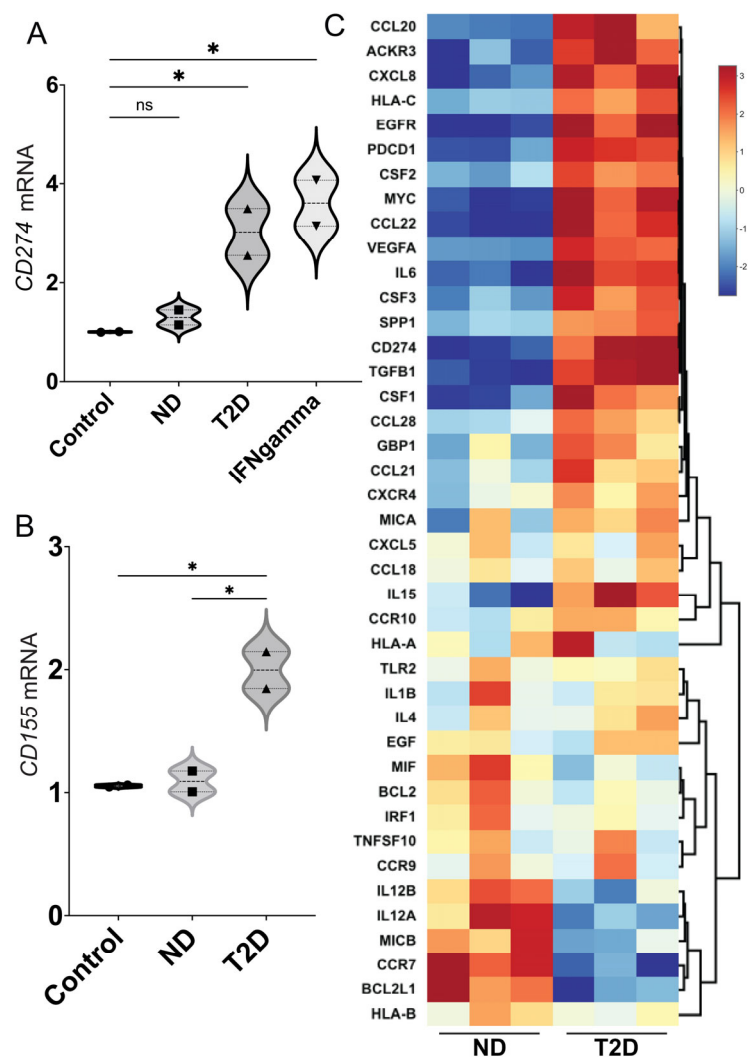 A
*
*
ns
6
4
2
0
CD274 mRNA
Control
ND
T2D
IFNgamma
B
*
*
3
2
1
0
CD155 mRNA
Control
ND
T2D
C
CCL20
ACKR3
CXCL8
HLA-C
EGFR
PDCD1
CSF2
MYC
CCL22
VEGFA
IL6
CSF3
SPP1
CD274
TGFB1
CSF1
CCL28
GBP1
CCL21
CXCR4
MICA
CXCL5
CCL18
IL15
CCR10
HLA-A
TLR2
IL1B
IL4
EGF
MIF
BCL2
IRF1
TNFSF10
CCR9
IL12B
IL12A
MICB
CCR7
BCL2L1
HLA-B
ND
T2D
3
2
1
0
-1
-2